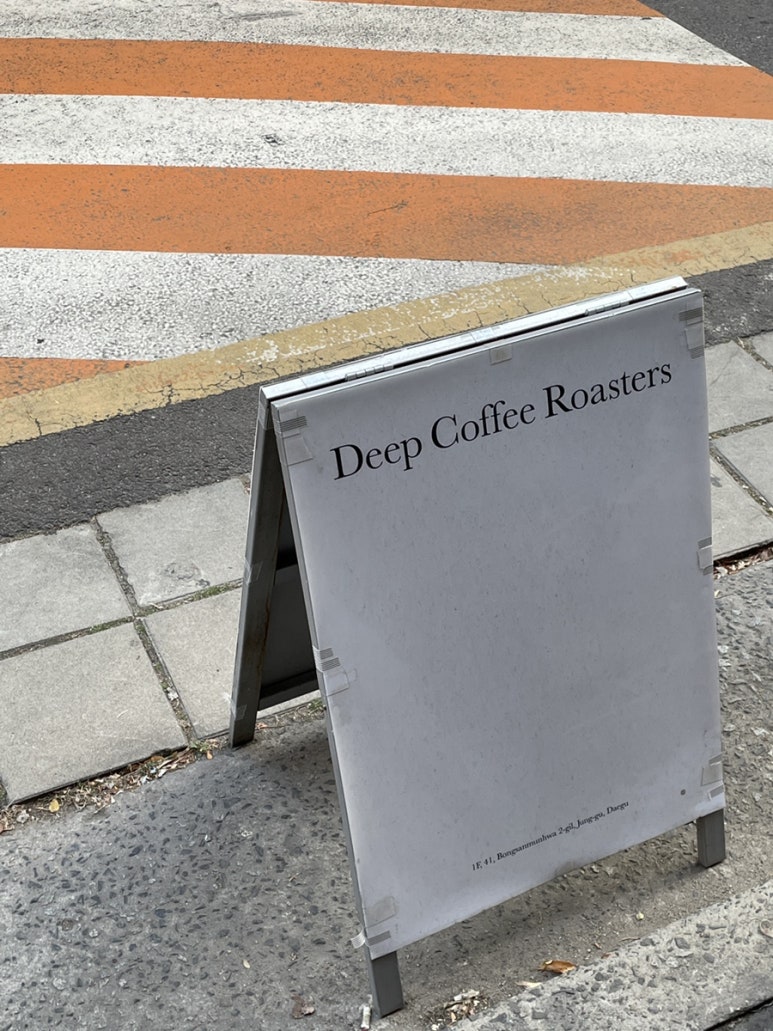 Deep Coffee Roasters
1F, 41, Bongsanmunhwa 2-gil, Jung-gu, Daegu